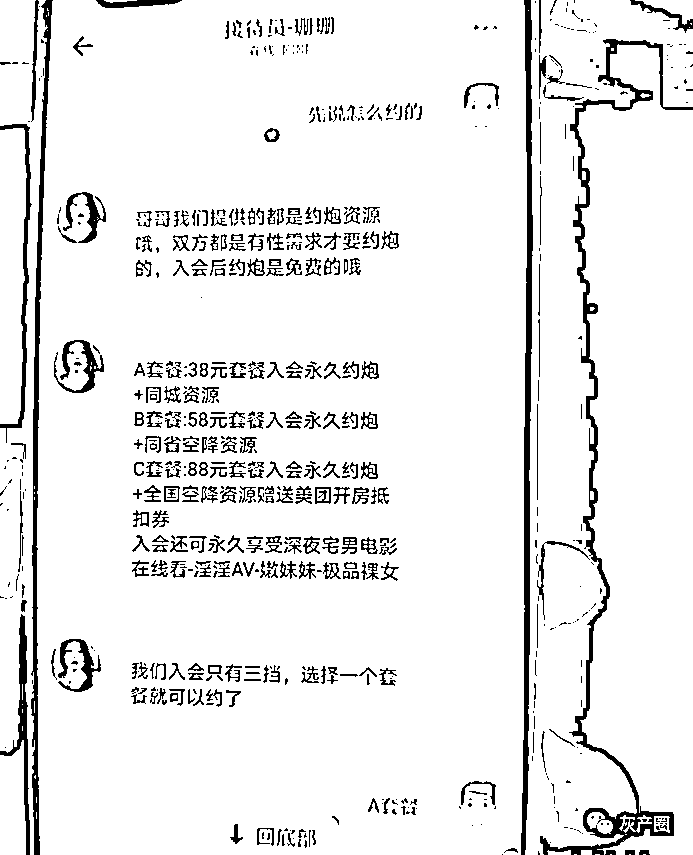 接待员-珊珊
先说怎么约的
哥哥我们提供的都是约炮资源
哦，双方都是有性需求才要约炮
的，入会后约炮是免费的哦
A套餐:38元套餐入会永久约炮
+同城资源
B套餐:58元套餐入会永久约炮
+同省空降资源
C套餐:88元套餐入会永久约炮
+全国空降资源赠送美团开房抵
扣券
入会还可永久享受深夜宅男电影
在线看-淫淫AV-嫩妹妹-极品裸女
我们入会只有三挡，选择一个套
餐就可以约了
A套餐
回底部
灰产圈